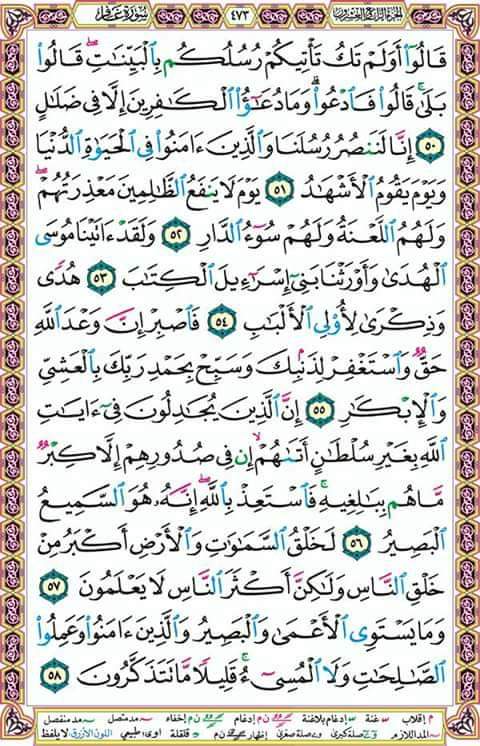 سورة غافر
٤٧٣
الجزء الرابع والعشرون
قَالُوٓا۟ أَوَلَمْ تَكُ تَأْتِيكُمْ رُسُلُكُم بِٱلْبَيِّنَٰتِ ۖ قَالُوا۟
بَلَىٰ ۚ قَالُوا۟ فَٱدْعُوا۟ ۗ وَمَا دُعَٰٓؤُا۟ ٱلْكَٰفِرِينَ إِلَّا فِى ضَلَٰلٍ
٥٠ إِنَّا لَنَنصُرُ رُسُلَنَا وَٱلَّذِينَ ءَامَنُوا۟ فِى ٱلْحَيَوٰةِ ٱلدُّنْيَا
وَيَوْمَ يَقُومُ ٱلْأَشْهَٰدُ ٥١ يَوْمَ لَا يَنفَعُ ٱلظَّٰلِمِينَ مَعْذِرَتُهُمْ ۖ
وَلَهُمُ ٱللَّعْنَةُ وَلَهُمْ سُوٓءُ ٱلدَّارِ ٥٢ وَلَقَدْ ءَاتَيْنَا مُوسَى
ٱلْهُدَىٰ وَأَوْرَثْنَا بَنِىٓ إِسْرَٰٓءِيلَ ٱلْكِتَٰبَ ٥٣ هُدًى
وَذِكْرَىٰ لِأُو۟لِى ٱلْأَلْبَٰبِ ٥٤ فَٱصْبِرْ إِنَّ وَعْدَ ٱللَّهِ
حَقٌّ وَٱسْتَغْفِرْ لِذَنۢبِكَ وَسَبِّحْ بِحَمْدِ رَبِّكَ بِٱلْعَشِىِّ
وَٱلْإِبْكَٰرِ ٥٥ إِنَّ ٱلَّذِينَ يُجَٰدِلُونَ فِىٓ ءَايَٰتِ
ٱللَّهِ بِغَيْرِ سُلْطَٰنٍ أَتَىٰهُمْ ۙ إِن فِى صُدُورِهِمْ إِلَّا كِبْرٌ
مَّا هُم بِبَٰلِغِيهِ ۚ فَٱسْتَعِذْ بِٱللَّهِ ۖ إِنَّهُۥ هُوَ ٱلسَّمِيعُ
ٱلْبَصِيرُ ٥٦ لَخَلْقُ ٱلسَّمَٰوَٰتِ وَٱلْأَرْضِ أَكْبَرُ مِنْ
خَلْقِ ٱلنَّاسِ وَلَٰكِنَّ أَكْثَرَ ٱلنَّاسِ لَا يَعْلَمُونَ ٥٧
وَمَا يَسْتَوِى ٱلْأَعْمَىٰ وَٱلْبَصِيرُ وَٱلَّذِينَ ءَامَنُوا۟ وَعَمِلُوا۟
ٱلصَّٰلِحَٰتِ وَلَا ٱلْمُسِىٓءُ ۚ قَلِيلًا مَّا تَتَذَكَّرُونَ ٥٨
م إقلاب غنة إدغام بلاغنة ن م إدغام ن م إخفاء مد متصل مد منفصل
المد اللازم صلة كبرى صلة صغرى إظهار ن م قلقلة اوى: طبيعي اللون الأزرق لا يلفظ